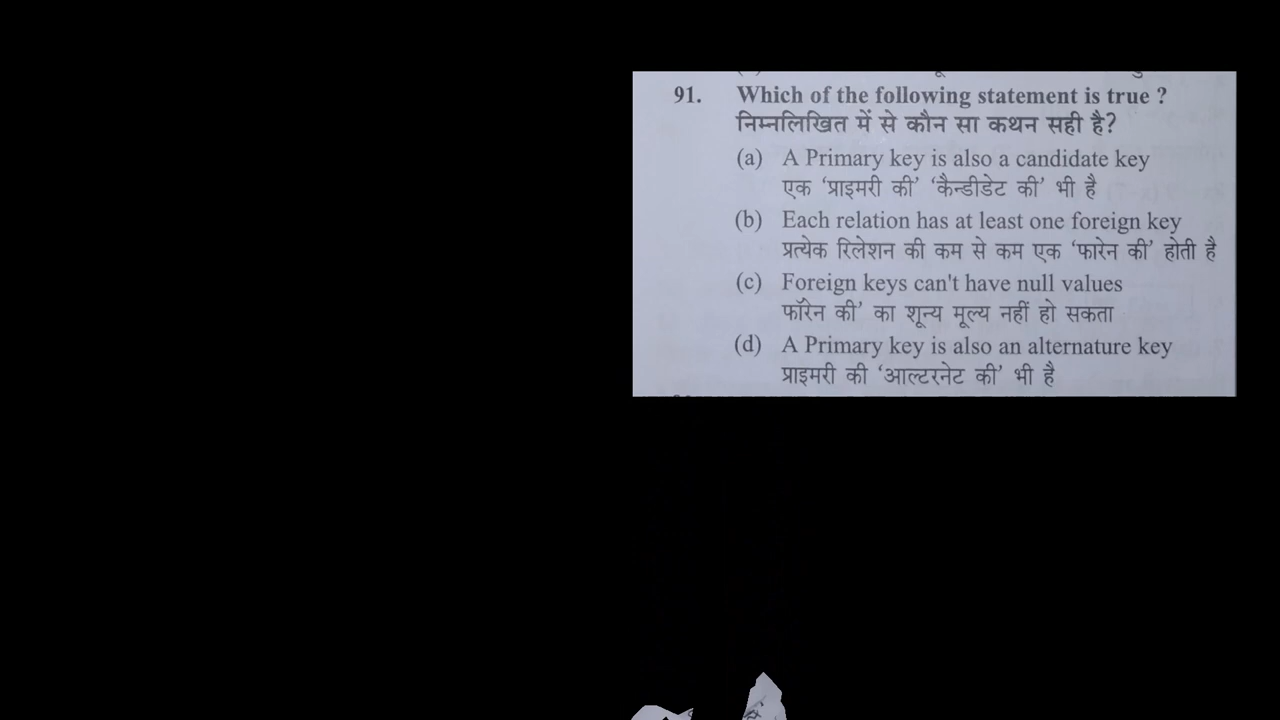 91. Which of the following statement is true ?
निम्नलिखित में से कौन सा कथन सही है?
(a) A Primary key is also a candidate key
एक ‘प्राइमरी की’ ‘कैन्डीडेट की’ भी है
(b) Each relation has at least one foreign key
प्रत्येक रिलेशन की कम से कम एक ‘फारेन की’ होती है
(c) Foreign keys can't have null values
फॉरेन की’ का शून्य मूल्य नहीं हो सकता
(d) A Primary key is also an alternature key
प्राइमरी की ‘आल्टरनेट की’ भी है